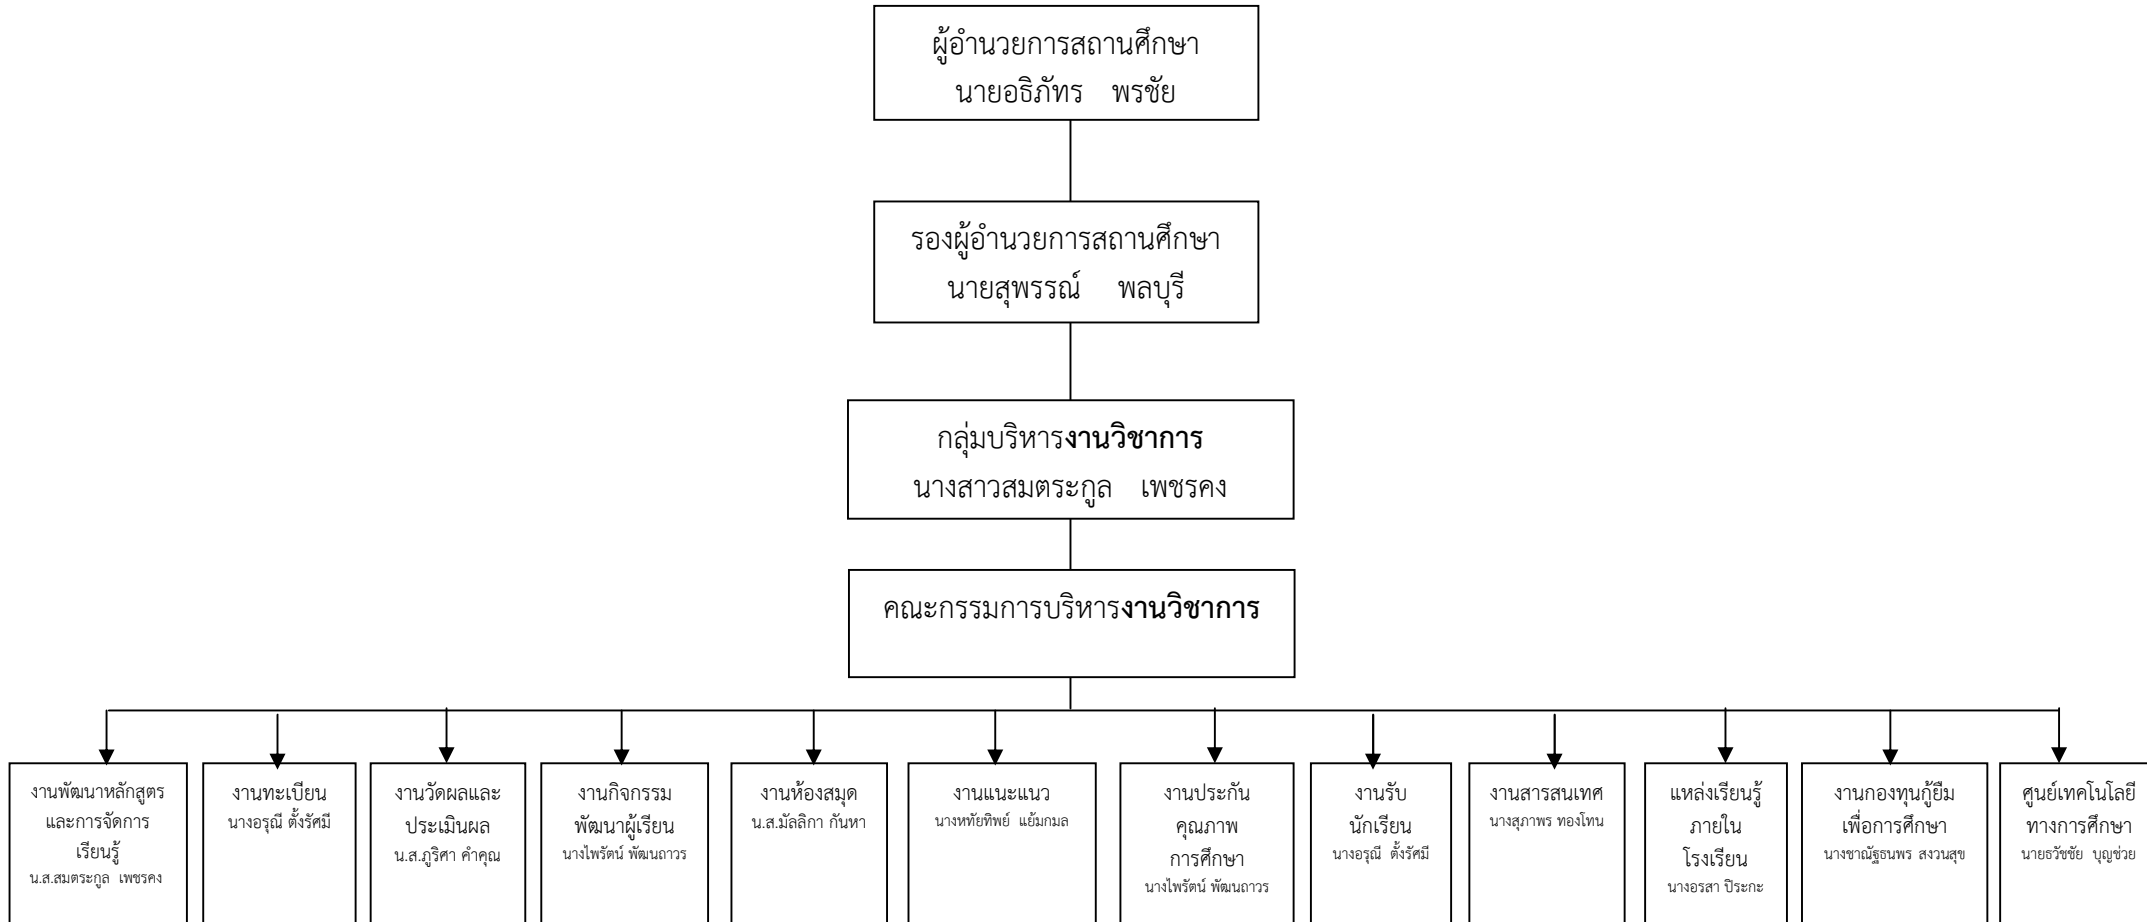 ผู้อำนวยการสถานศึกษา
นายอธิภัทร พรชัย
รองผู้อำนวยการสถานศึกษา
นายสุพรรณ์ พลบุรี
กลุ่มบริหารงานวิชาการ
นางสาวสมตระกูล เพชรคง
คณะกรรมการบริหารงานวิชาการ
งานพัฒนาหลักสูตร
และการจัดการ
เรียนรู้
น.ส.สมตระกูล เพชรคง
งานทะเบียน
นางอรุณี ตั้งรัศมี
งานวัดผลและ
ประเมินผล
น.ส.ภูริศา คำคุณ
งานกิจกรรม
พัฒนาผู้เรียน
นางไพรัตน์ พัฒนถาวร
งานห้องสมุด
น.ส.มัลลิกา กันหา
งานแนะแนว
นางหทัยทิพย์ แย้มกมล
งานประกัน
คุณภาพ
การศึกษา
นางไพรัตน์ พัฒนถาวร
งานรับ
นักเรียน
นางอรุณี ตั้งรัศมี
งานสารสนเทศ
นางสุภาพร ทองโทน
แหล่งเรียนรู้
ภายใน
โรงเรียน
นางอรสา ปิระกะ
งานกองทุนกู้ยืม
เพื่อการศึกษา
นางชาณัฐธนพร สงวนสุข
ศูนย์เทคโนโลยี
ทางการศึกษา
นายธวัชชัย บุญช่วย